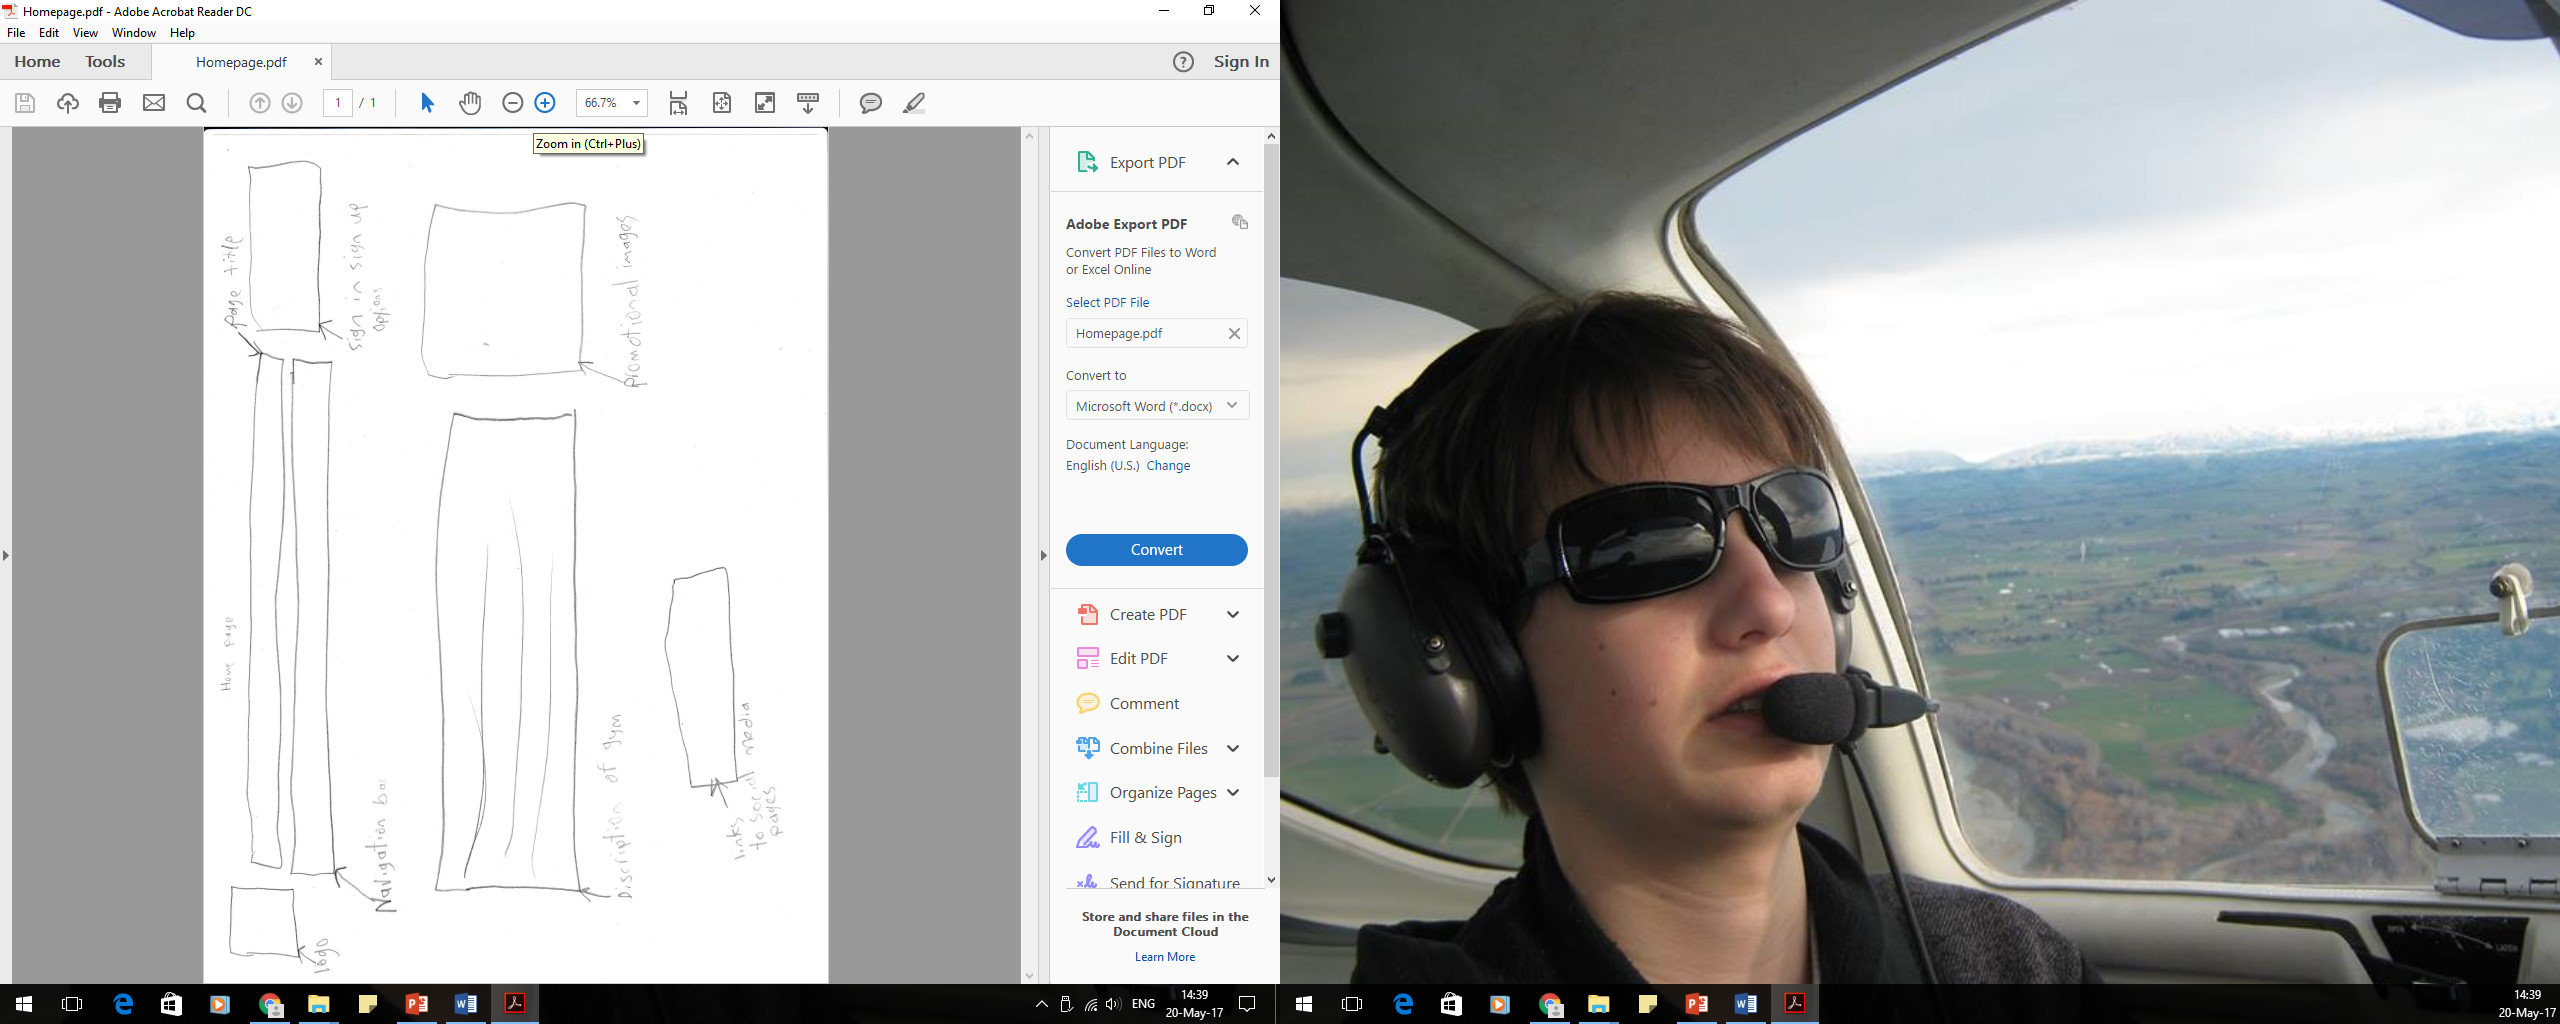 Homepage.pdf - Adobe Acrobat Reader DC
File Edit View Window Help
Home Tools Homepage.pdf Sign In
1 / 1 66.7%
Zoom in (Ctrl+Plus)
page title
sign in sign up
options
promotional images
Home page
Navigation bar
Discription of gym
links
to social media
pages
logo
Export PDF
Adobe Export PDF
Convert PDF Files to Word
or Excel Online
Select PDF File
Homepage.pdf
Convert to
Microsoft Word (*.docx)
Document Language:
English (U.S.) Change
Convert
Create PDF
Edit PDF
Comment
Combine Files
Organize Pages
Fill & Sign
Send for Signature
Store and share files in the
Document Cloud
Learn More
ENG
14:39
20-May-17
14:39
20-May-17